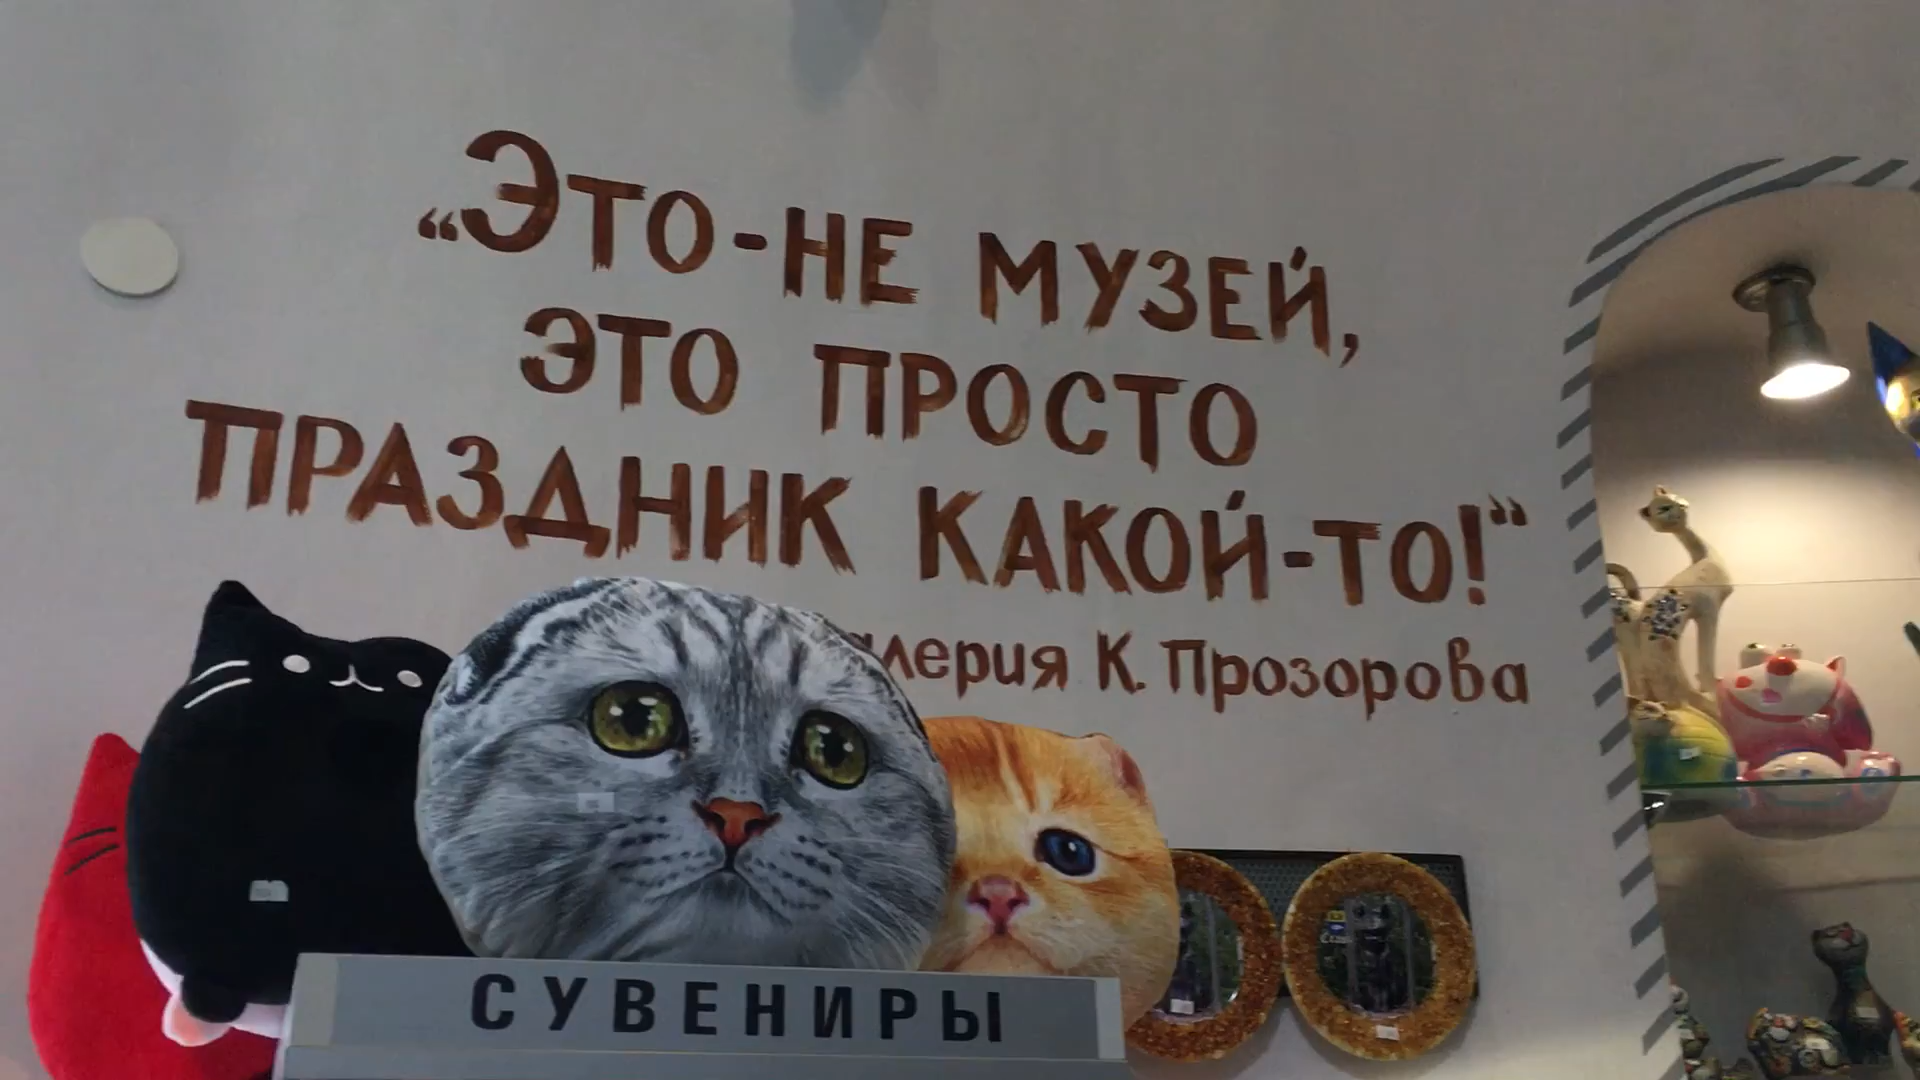 “Это-не музей,
это просто
праздник какой-то!“
К. Прозорова
СУВЕНИРЫ